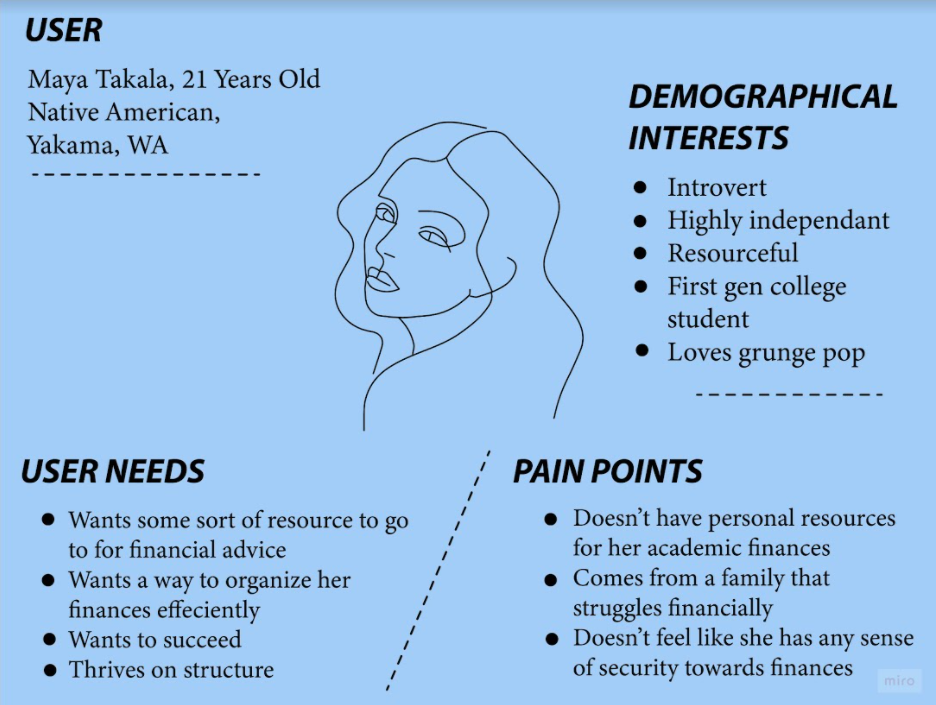 USER
Maya Takala, 21 Years Old
Native American,
Yakama, WA
DEMOGRAPHICAL
INTERESTS
● Introvert
● Highly independant
● Resourceful
● First gen college
student
● Loves grunge pop
USER NEEDS
● Wants some sort of resource to go
to for financial advice
● Wants a way to organize her
finances effeciently
● Wants to succeed
● Thrives on structure
PAIN POINTS
● Doesn't have personal resources
for her academic finances
● Comes from a family that
struggles financially
● Doesn't feel like she has any sense
of security towards finances
miro